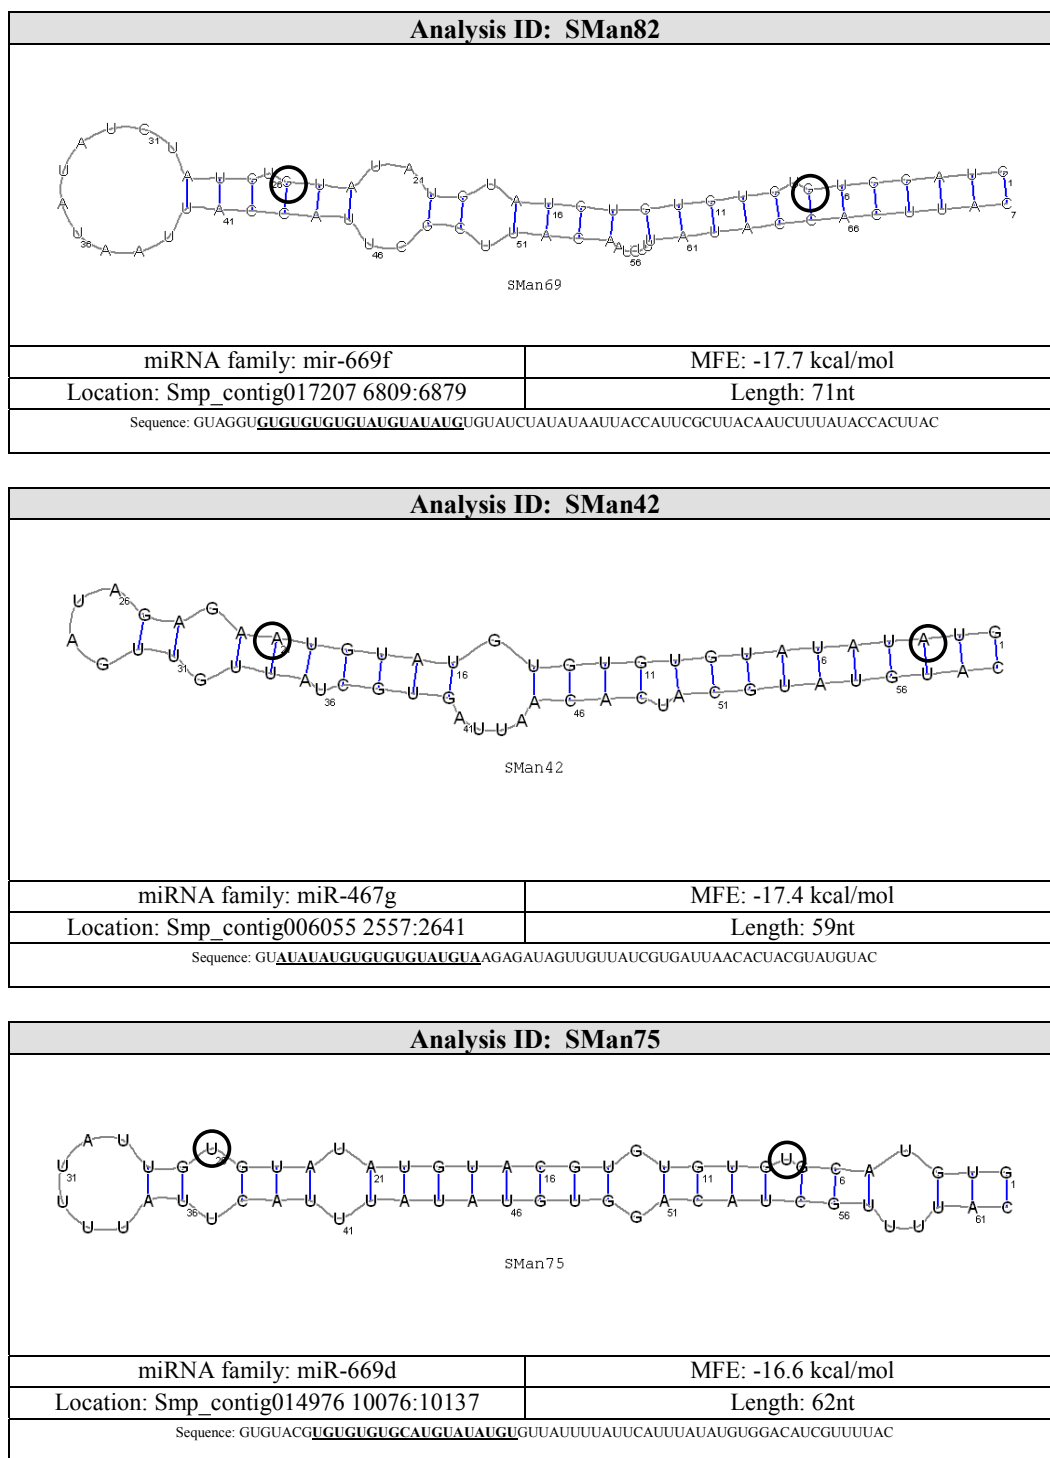 Analysis ID: SMan82
SMan69
miRNA family: mir-669f
MFE: -17.7 kcal/mol
Location: Smp_contig017207 6809:6879
Length: 71nt
Sequence: GUAGGUGUGUGUGUGUAUGUAUAUGUGUAUCUAUAUAAUUACCAUUCGCUUACAAUCUUUAUACCACUUAC
Analysis ID: SMan42
SMan42
miRNA family: miR-467g
MFE: -17.4 kcal/mol
Location: Smp_contig006055 2557:2641
Length: 59nt
Sequence: GUAUAUAUGUGUGUGUAUGUAAGAGAUAGUUGUUAUCGUGAUUAACACUACGUAUGUAC
Analysis ID: SMan75
SMan75
miRNA family: miR-669d
MFE: -16.6 kcal/mol
Location: Smp_contig014976 10076:10137
Length: 62nt
Sequence: GUGUACGUGUGUGUGCAUGUAUAUGUGUUAUUUUAUUCAUUUAUAUGUGGACAUCGUUUUAC